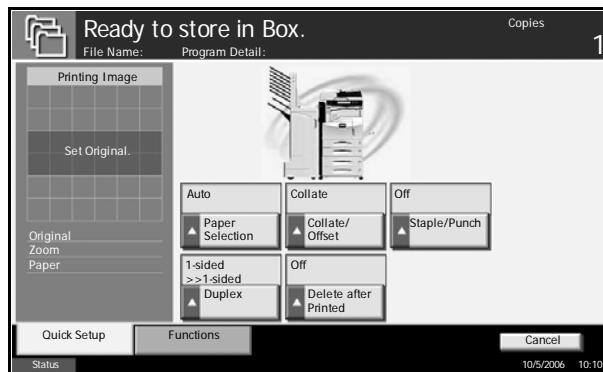 Ready to store in Box.
File Name: Program Detail:
Copies
1
Printing Image
Set Original.
Original
Zoom
Paper
Auto
Paper
Selection
Collate
Collate/
Offset
Off
Staple/Punch
1-sided
>>1-sided
Duplex
Off
Delete after
Printed
Quick Setup
Functions
Cancel
Status
10/5/2006 10:10